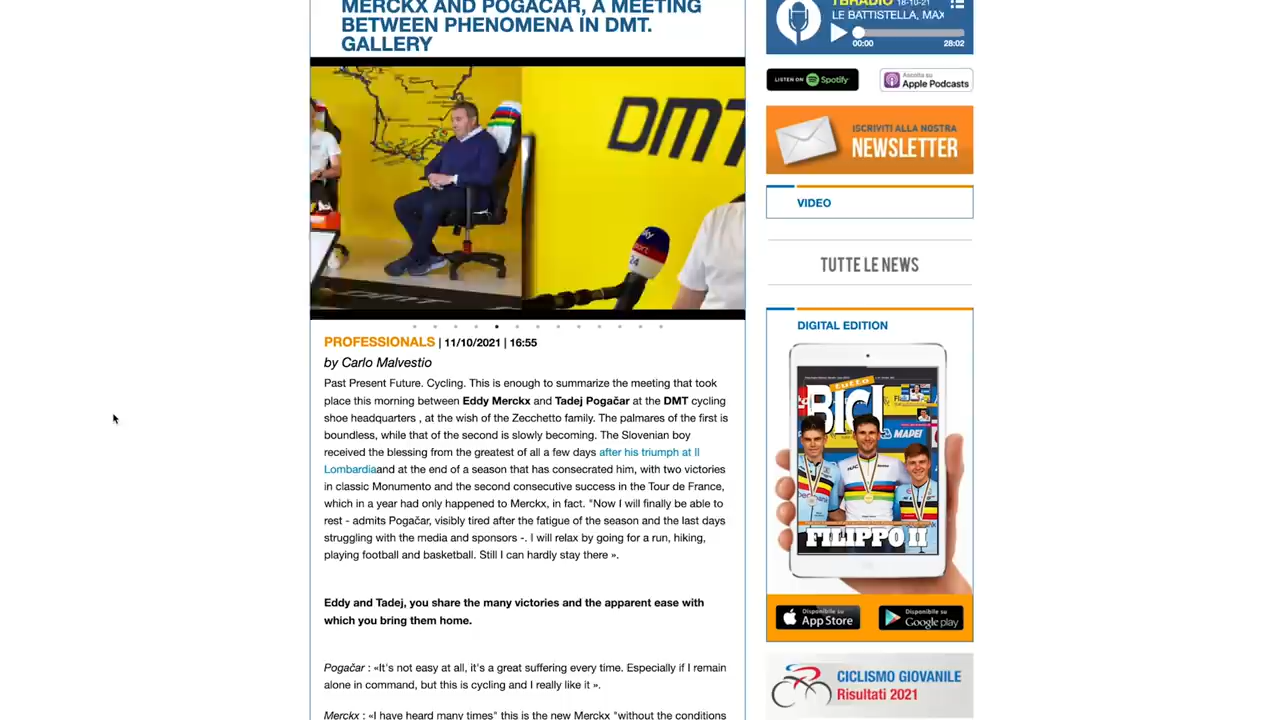 MERCKX AND POGAČAR, A MEETING
BETWEEN PHENOMENA IN DMT.
GALLERY
DMT
sky
sport
24
DMT
PROFESSIONALS | 11/10/2021 | 16:55
by Carlo Malvestio
Past Present Future. Cycling. This is enough to summarize the meeting that took
place this morning between Eddy Merckx and Tadej Pogačar at the DMT cycling
shoe headquarters , at the wish of the Zecchetto family. The palmares of the first is
boundless, while that of the second is slowly becoming. The Slovenian boy
received the blessing from the greatest of all a few days after his triumph at Il
Lombardiaand at the end of a season that has consecrated him, with two victories
in classic Monumento and the second consecutive success in the Tour de France,
which in a year had only happened to Merckx, in fact. "Now I will finally be able to
rest - admits Pogačar, visibly tired after the fatigue of the season and the last days
struggling with the media and sponsors -. I will relax by going for a run, hiking,
playing football and basketball. Still I can hardly stay there ».
Eddy and Tadej, you share the many victories and the apparent ease with
which you bring them home.
Pogačar : «It's not easy at all, it's a great suffering every time. Especially if I remain
alone in command, but this is cycling and I really like it ».
Merckx : «I have heard many times" this is the new Merckx "without the conditions
TBRADIO 18-10-21
LE BATTISTELLA, MAX
00:00
28:02
LISTEN ON Spotify
Ascolta su
Apple Podcasts
ISCRIVITI ALLA NOSTRA
NEWSLETTER
VIDEO
TUTTE LE NEWS
DIGITAL EDITION
tutto
BICI
MAPEI
FILIPPO II
Disponibile su
App Store
Disponibile su
Google play
CICLISMO GIOVANILE
Risultati 2021